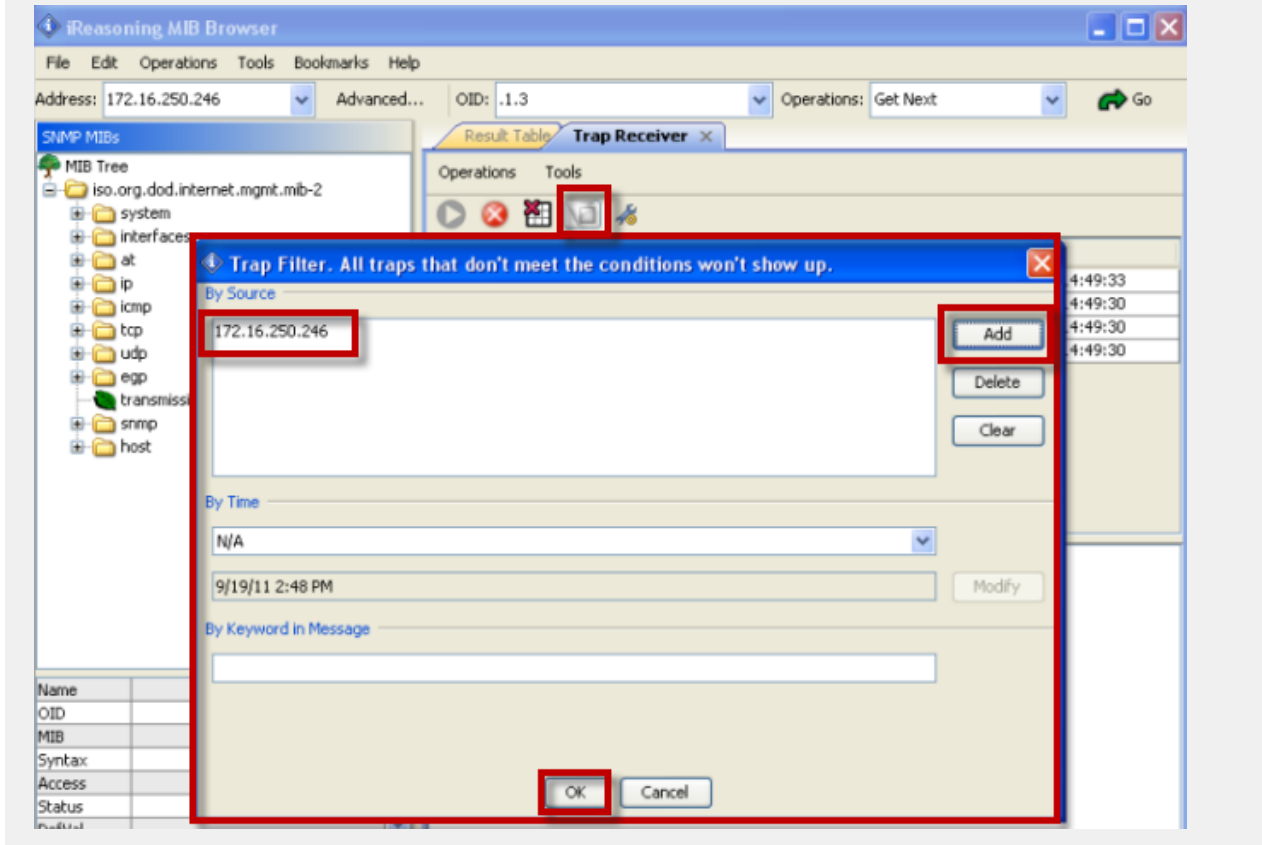 iReasoning MIB Browser
File Edit Operations Tools Bookmarks Help
Address: 172.16.250.246 Advanced... OID: .1.3 Operations: Get Next Go
SNMP MIBs
Result Table Trap Receiver
MIB Tree
iso.org.dod.internet.mgmt.mib-2
system
interfaces
at
ip
icmp
tcp
udp
egp
snmp
host
Operations Tools
4:49:33
4:49:30
4:49:30
4:49:30
Trap Filter. All traps that don't meet the conditions won't show up.
By Source
172.16.250.246
Add
Delete
Clear
By Time
N/A
9/19/11 2:48 PM
Modify
By Keyword in Message
OK Cancel
Name
OID
MIB
Syntax
Access
Status